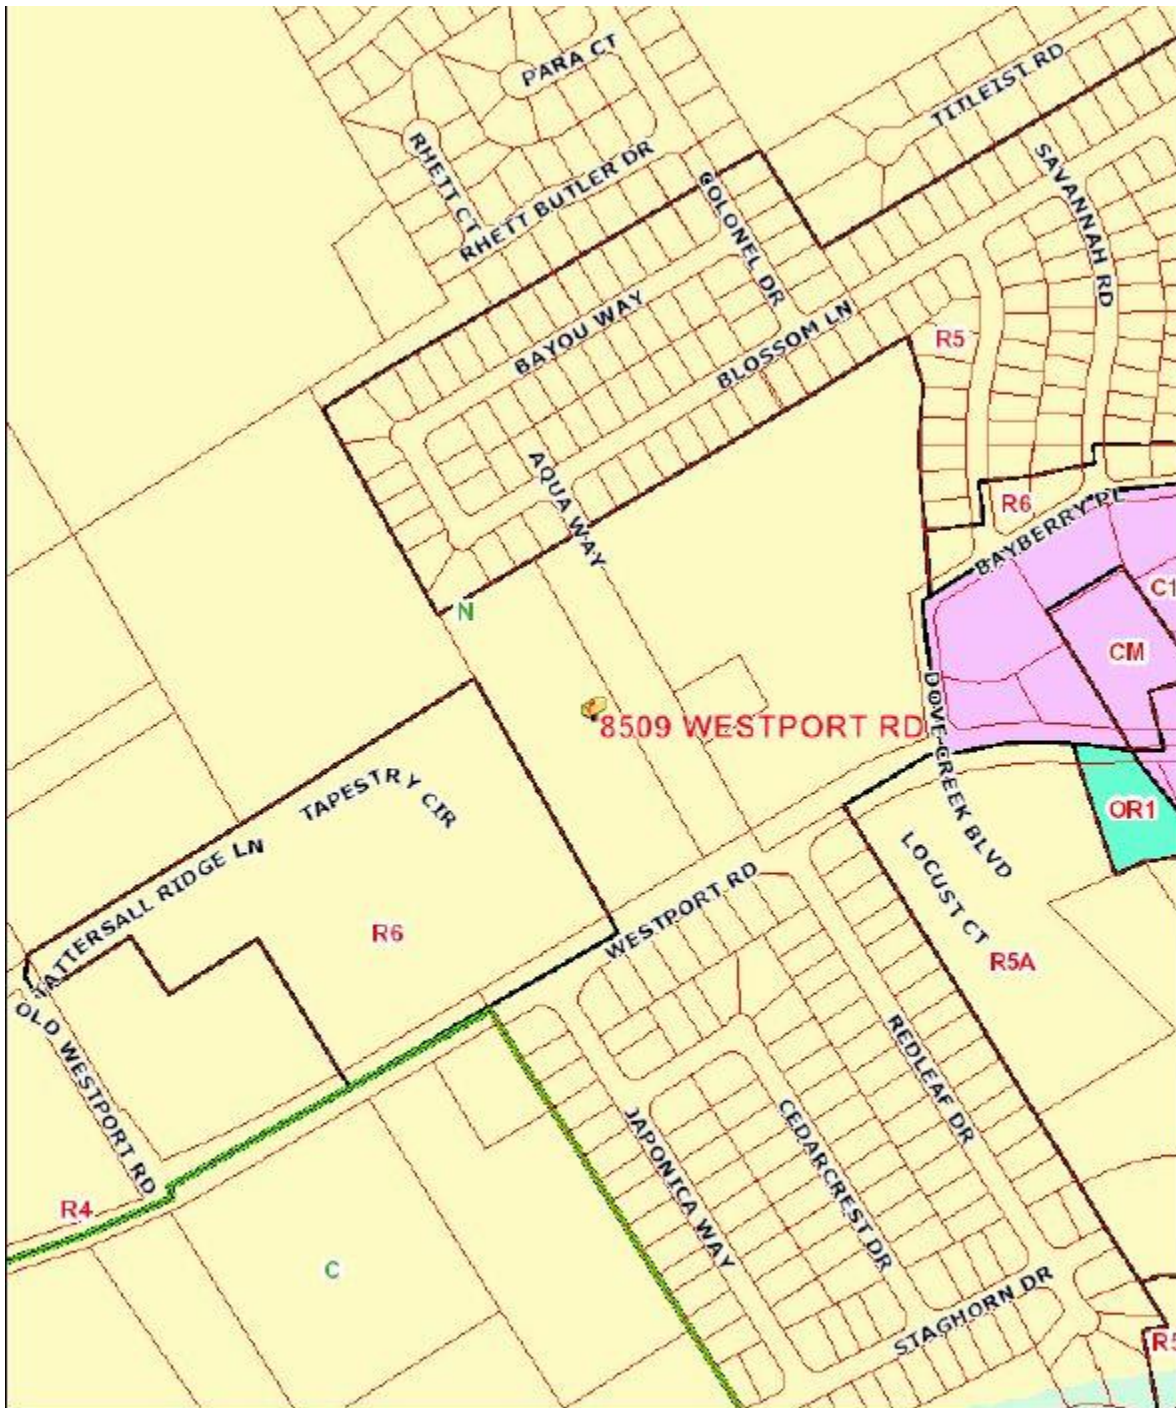 PARA CT
TITLEIST RD
RHETT CT
RHETT BUTLER DR
COLONEL DR
SAVANNAH RD
BAYOU WAY
BLOSSOM LN
R5
AQUA WAY
R6
BAYBERRY PL
C1
N
CM
8509 WESTPORT RD
DOVE CREEK BLVD
TAPESTRY CIR
OR1
TATTERSALL RIDGE LN
LOCUST CT
WESTPORT RD
R6
R5A
OLD WESTPORT RD
REDLEAF DR
JAPONICA WAY
CEDARCREST DR
R4
C
STAGHORN DR
R5